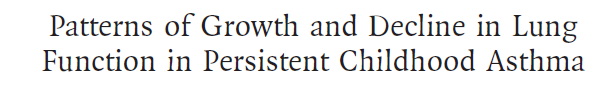 Patterns of Growth and Decline in Lung
Function in Persistent Childhood Asthma